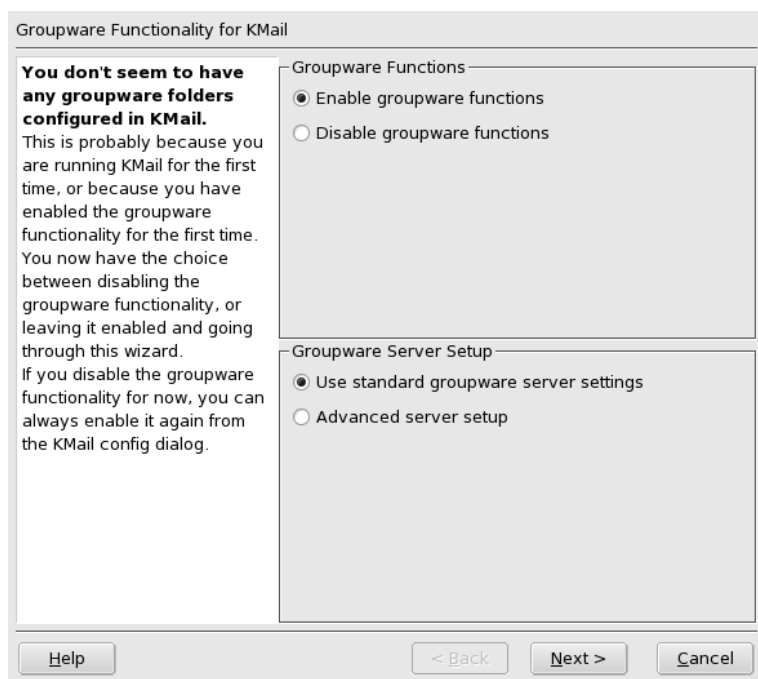 Groupware Functionality for KMail
You don't seem to have
any groupware folders
configured in KMail.
This is probably because you
are running KMail for the first
time, or because you have
enabled the groupware
functionality for the first time.
You now have the choice
between disabling the
groupware functionality, or
leaving it enabled and going
through this wizard.
If you disable the groupware
functionality for now, you can
always enable it again from
the KMail config dialog.
Groupware Functions
Enable groupware functions
Disable groupware functions
Groupware Server Setup
Use standard groupware server settings
Advanced server setup
Help
< Back
Next >
Cancel